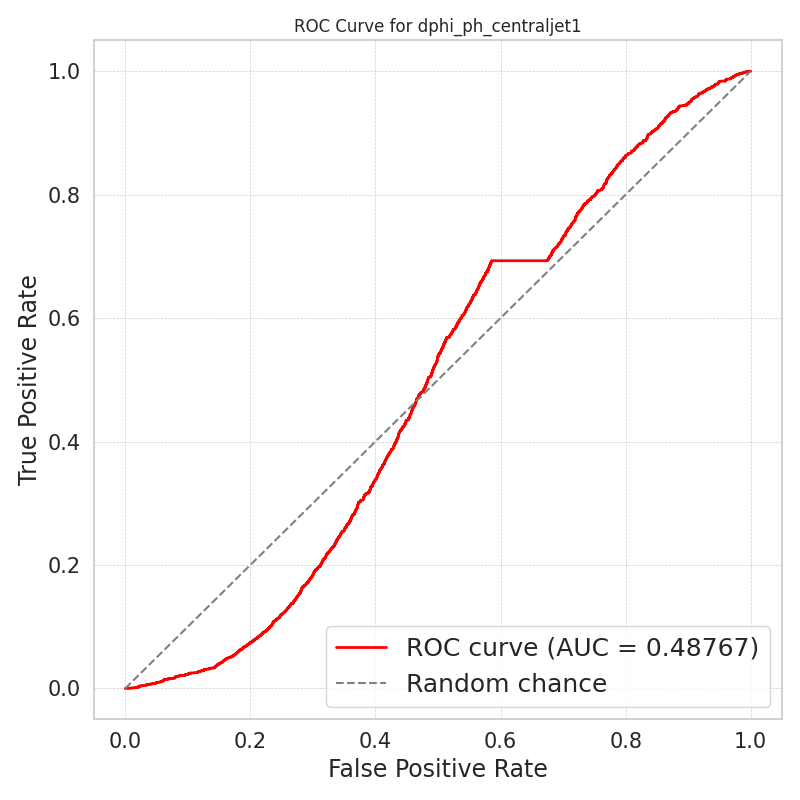 ROC Curve for dphi_ph_centraljet1
True Positive Rate
1.0
0.8
0.6
0.4
0.2
0.0
ROC curve (AUC = 0.48767)
Random chance
0.0 0.2 0.4 0.6 0.8 1.0
False Positive Rate